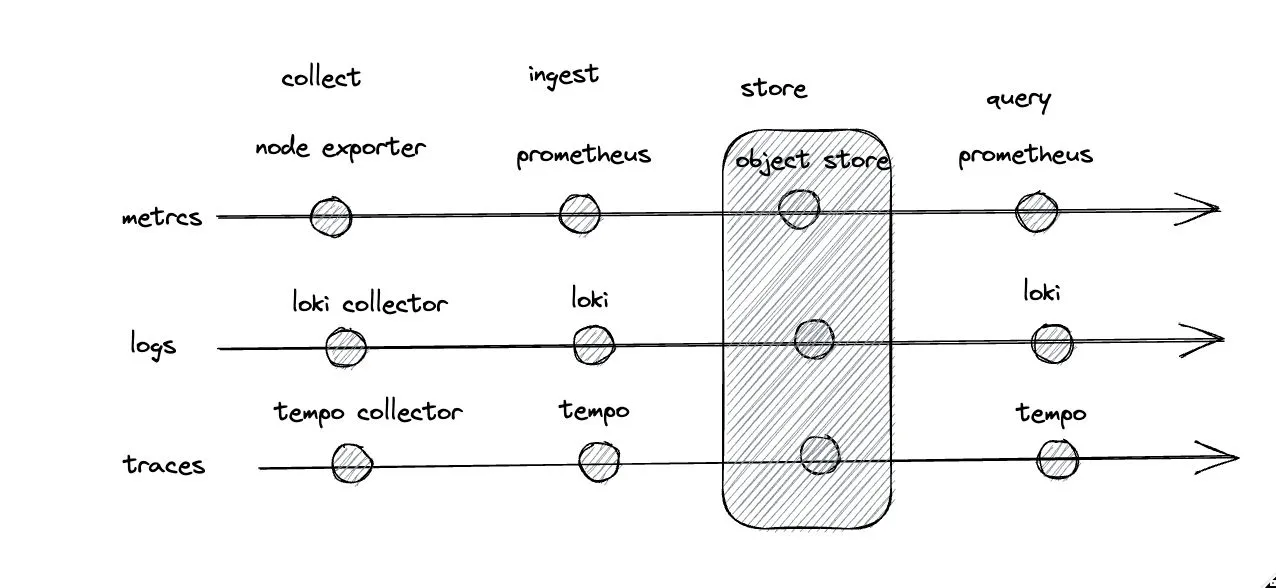 collect ingest store query
node exporter prometheus object store prometheus
metrcs
loki collector loki loki
logs
tempo collector tempo tempo
traces